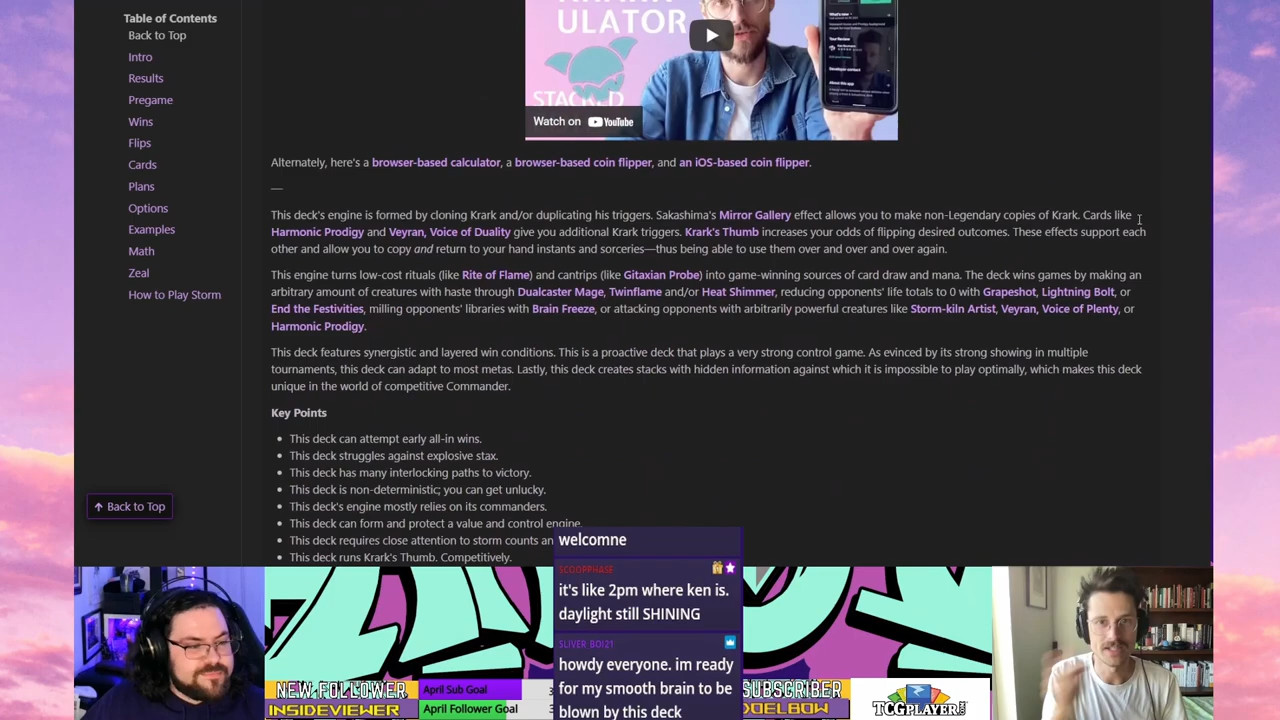 Table of Contents
Back to Top
Intro
Results
Pregame
Wins
Flips
Cards
Plans
Options
Examples
Math
Zeal
How to Play Storm
Back to Top
ULATOR
Watch on YouTube
Alternately, here's a browser-based calculator, a browser-based coin flipper, and an iOS-based coin flipper.
—
This deck's engine is formed by cloning Krark and/or duplicating his triggers. Sakashima's Mirror Gallery effect allows you to make non-Legendary copies of Krark. Cards like
Harmonic Prodigy and Veyran, Voice of Duality give you additional Krark triggers. Krark's Thumb increases your odds of flipping desired outcomes. These effects support each
other and allow you to copy and return to your hand instants and sorceries—thus being able to use them over and over and over again.
This engine turns low-cost rituals (like Rite of Flame) and cantrips (like Gitaxian Probe) into game-winning sources of card draw and mana. The deck wins games by making an
arbitrary amount of creatures with haste through Dualcaster Mage, Twinflame and/or Heat Shimmer, reducing opponents' life totals to 0 with Grapeshot, Lightning Bolt, or
End the Festivities, milling opponents' libraries with Brain Freeze, or attacking opponents with arbitrarily powerful creatures like Storm-kiln Artist, Veyran, Voice of Plenty, or
Harmonic Prodigy.
This deck features synergistic and layered win conditions. This is a proactive deck that plays a very strong control game. As evinced by its strong showing in multiple
tournaments, this deck can adapt to most metas. Lastly, this deck creates stacks with hidden information against which it is impossible to play optimally, which makes this deck
unique in the world of competitive Commander.
Key Points
This deck can attempt early all-in wins.
This deck struggles against explosive stax.
This deck has many interlocking paths to victory.
This deck is non-deterministic; you can get unlucky.
This deck's engine mostly relies on its commanders.
This deck can form and protect a value and control engine.
This deck requires close attention to storm counts an
This deck runs Krark's Thumb. Competitively.
welcomne
SCOOPPHASE
it's like 2pm where ken is.
daylight still SHINING
SLIVER_BOI21
howdy everyone. im ready
for my smooth brain to be
blown by this deck
NEW FOLLOWER
INSIDEVIEWER
April Sub Goal
April Follower Goal
SUBSCRIBER
OELBOW
TCGPLAYER.COM